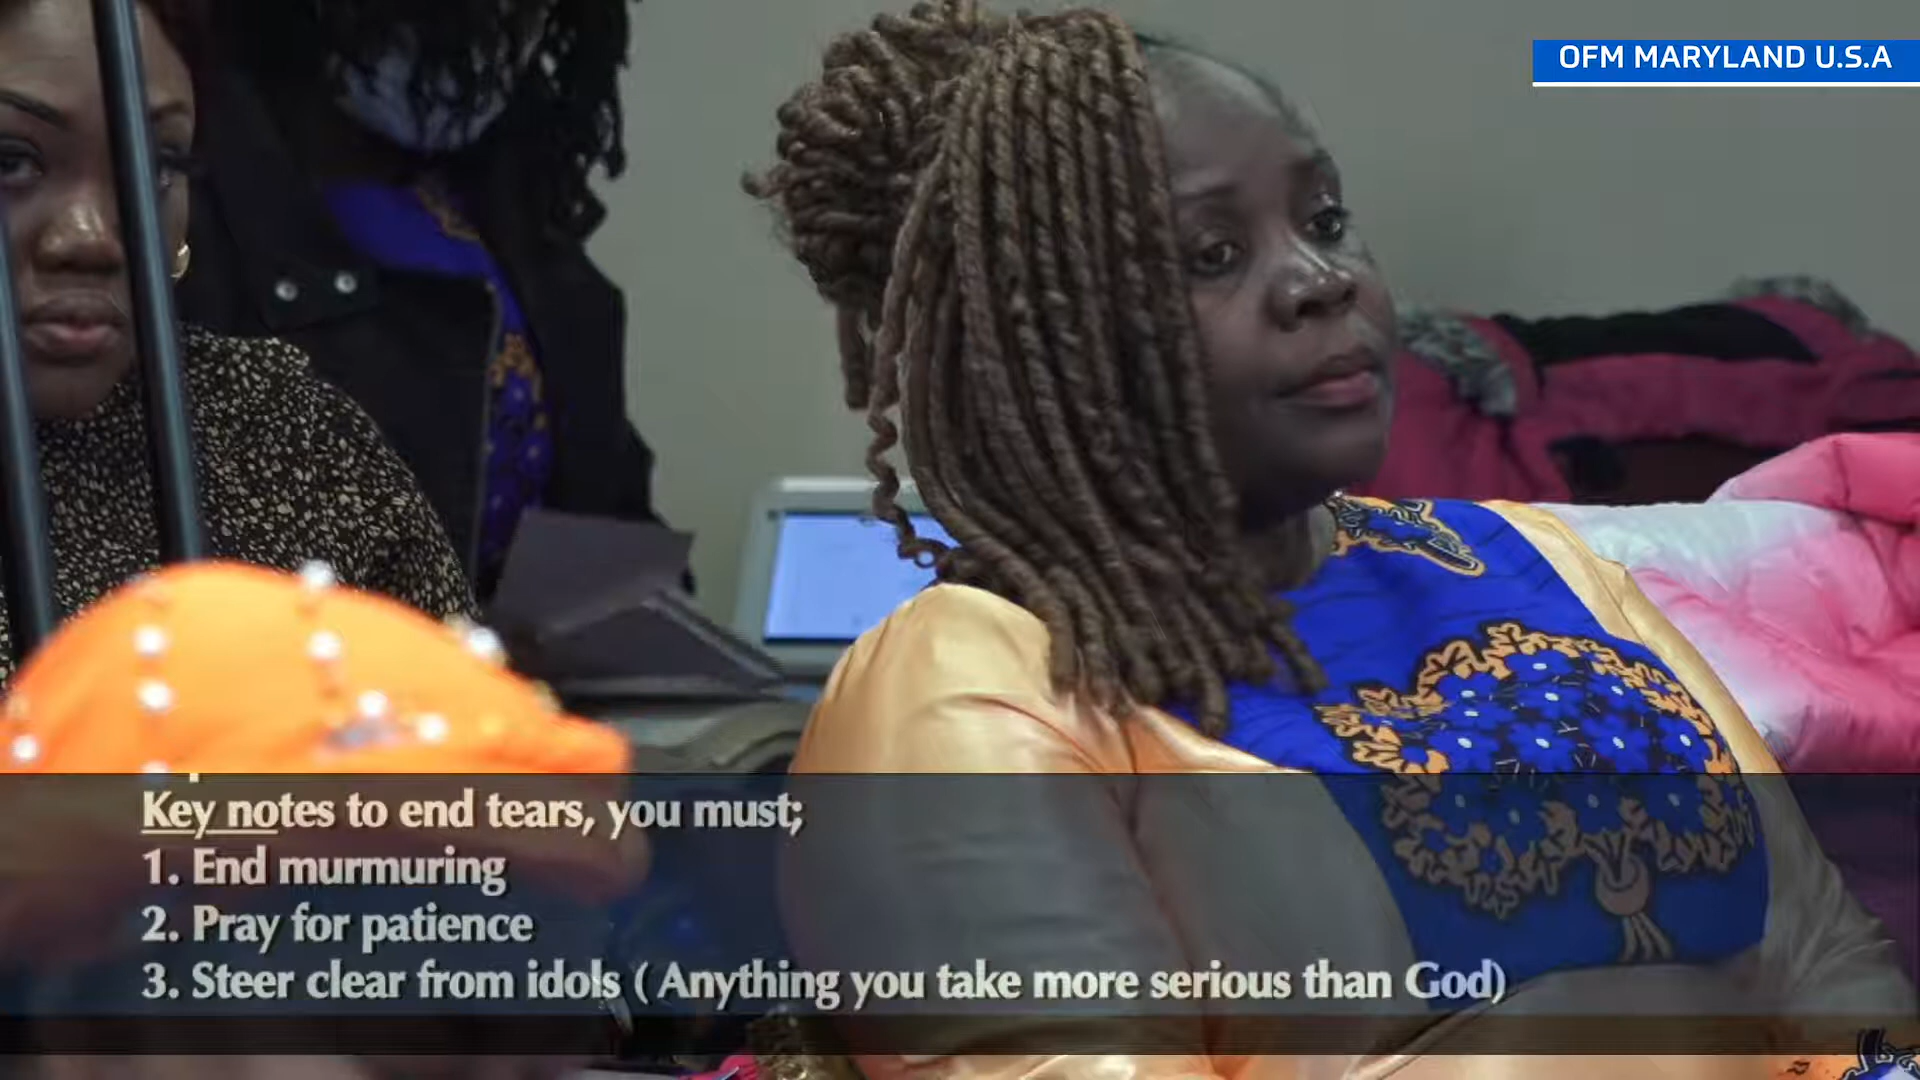 OFM MARYLAND U.S.A
Key notes to end tears, you must;
1. End murmuring
2. Pray for patience
3. Steer clear from idols ( Anything you take more serious than God)